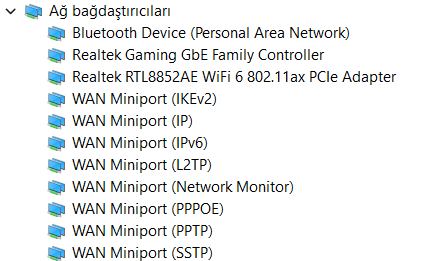 Ağ bağdaştırıcıları
Bluetooth Device (Personal Area Network)
Realtek Gaming GbE Family Controller
Realtek RTL8852AE WiFi 6 802.11ax PCIe Adapter
WAN Miniport (IKEv2)
WAN Miniport (IP)
WAN Miniport (IPv6)
WAN Miniport (L2TP)
WAN Miniport (Network Monitor)
WAN Miniport (PPPOE)
WAN Miniport (PPTP)
WAN Miniport (SSTP)